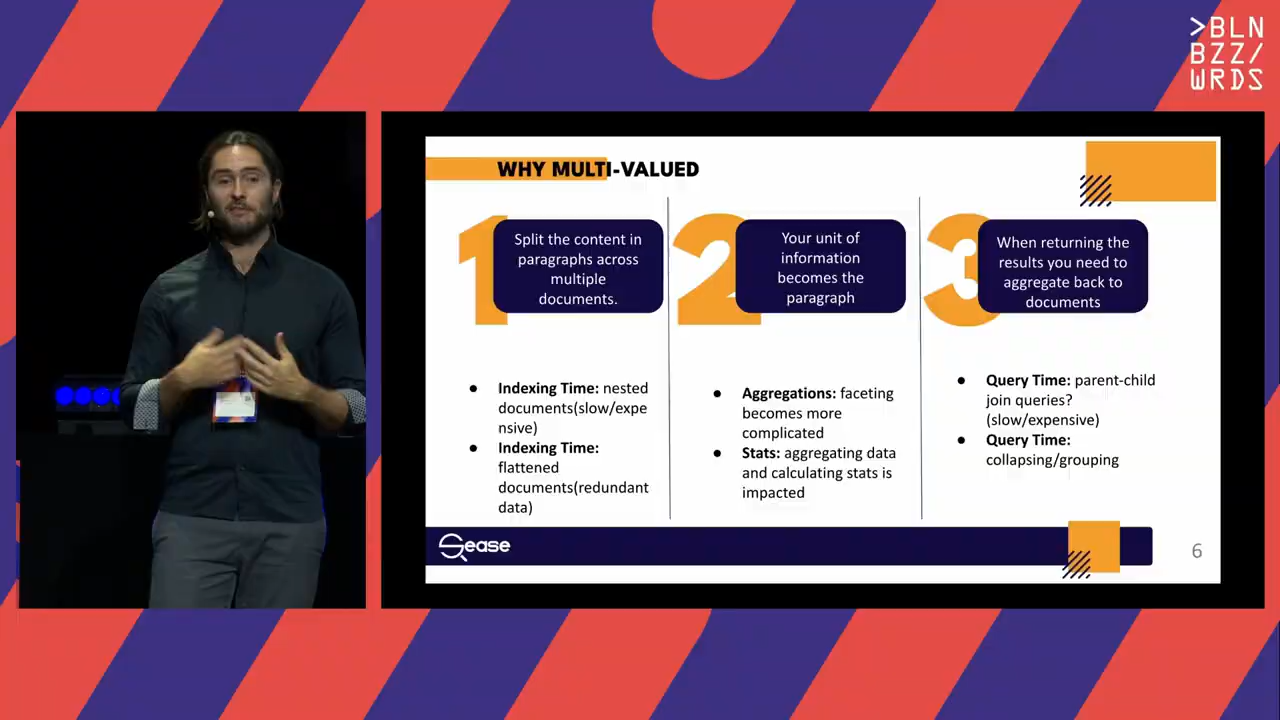 >BLN
BZZ/
WRDS
WHY MULTI-VALUED
1
Split the content in
paragraphs across
multiple
documents.
● Indexing Time: nested
documents(slow/expe
nsive)
● Indexing Time:
flattened
documents(redundant
data)
2
Your unit of
information
becomes the
paragraph
● Aggregations: faceting
becomes more
complicated
● Stats: aggregating data
and calculating stats is
impacted
3
When returning the
results you need to
aggregate back to
documents
● Query Time: parent-child
join queries?
(slow/expensive)
● Query Time:
collapsing/grouping
Sease
6